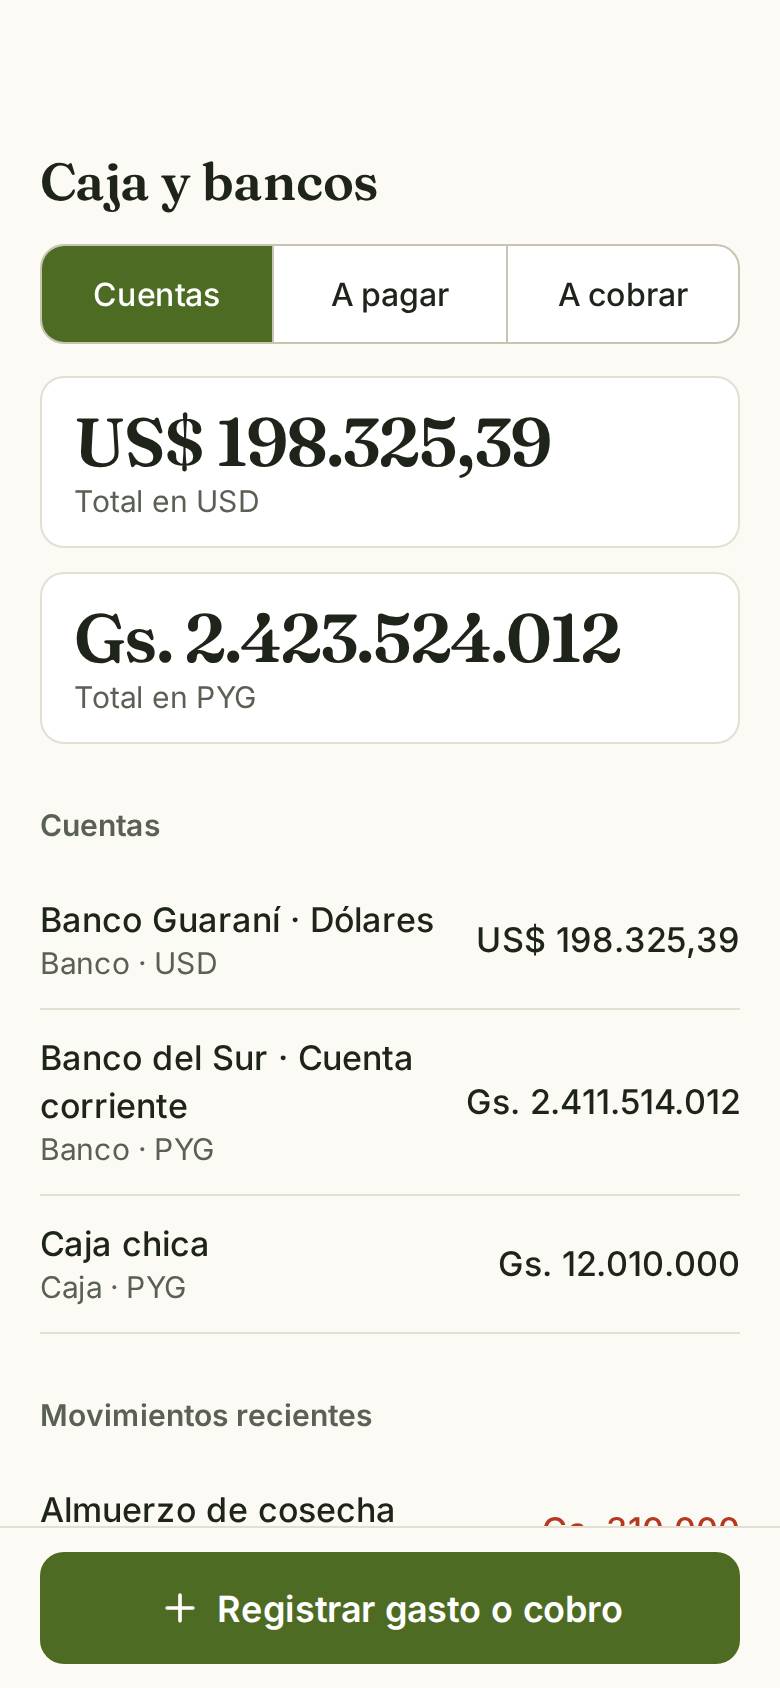 Caja y bancos
Cuentas
A pagar
A cobrar
US$ 198.325,39
Total en USD
Gs. 2.423.524.012
Total en PYG
Cuentas
Banco Guaraní · Dólares
Banco · USD
US$ 198.325,39
Banco del Sur · Cuenta
corriente
Banco · PYG
Gs. 2.411.514.012
Caja chica
Caja · PYG
Gs. 12.010.000
Movimientos recientes
Almuerzo de cosecha
+ Registrar gasto o cobro